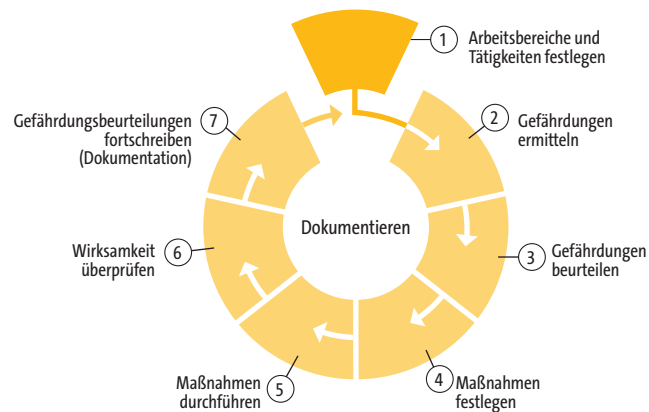 1
Arbeitsbereiche und
Tätigkeiten festlegen
2
Gefährdungen
ermitteln
3
Gefährdungen
beurteilen
4
Maßnahmen
festlegen
5
Maßnahmen
durchführen
6
Wirksamkeit
überprüfen
7
Gefährdungsbeurteilungen
fortschreiben
(Dokumentation)
Dokumentieren